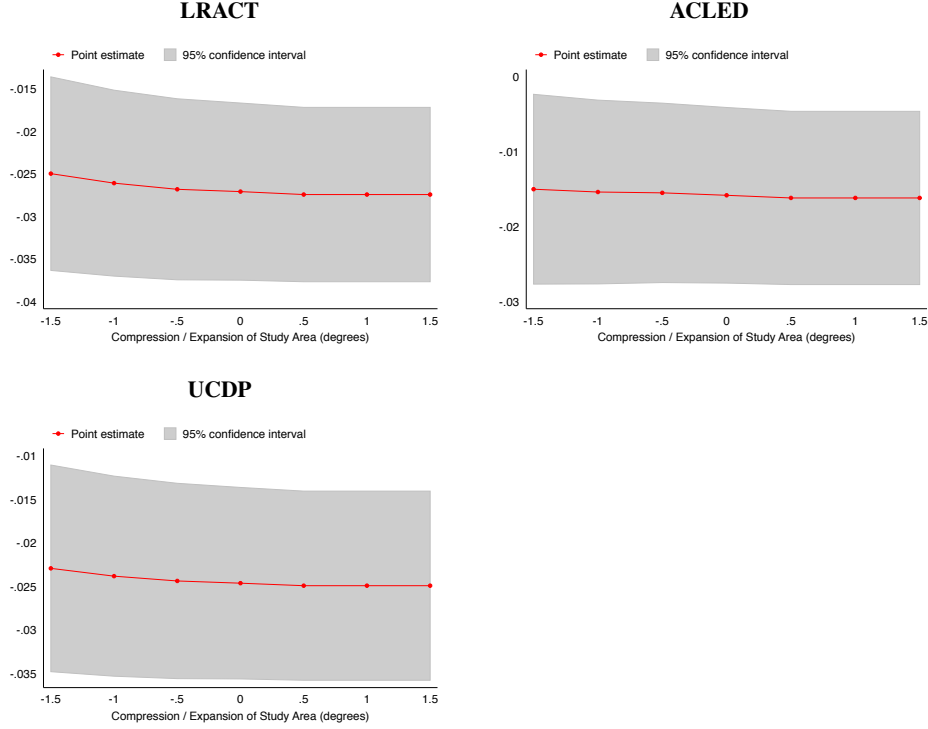 LRACT
Point estimate 95% confidence interval
-.015
-.02
-.025
-.03
-.035
-.04
-1.5 -1 -.5 0 .5 1 1.5
Compression / Expansion of Study Area (degrees)
ACLED
Point estimate 95% confidence interval
0
-.01
-.02
-.03
-1.5 -1 -.5 0 .5 1 1.5
Compression / Expansion of Study Area (degrees)
UCDP
Point estimate 95% confidence interval
-.01
-.015
-.02
-.025
-.03
-.035
-1.5 -1 -.5 0 .5 1 1.5
Compression / Expansion of Study Area (degrees)